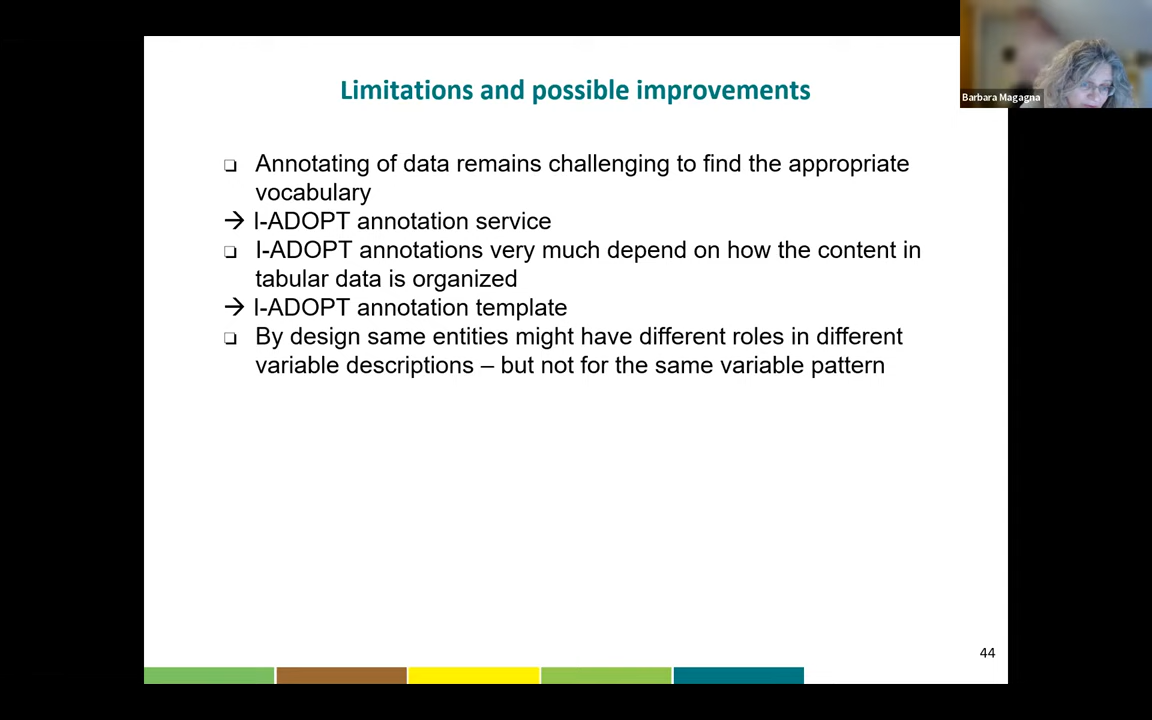 Limitations and possible improvements
Barbara Magagna
❏ Annotating of data remains challenging to find the appropriate
vocabulary
→ I-ADOPT annotation service
❏ I-ADOPT annotations very much depend on how the content in
tabular data is organized
→ I-ADOPT annotation template
❏ By design same entities might have different roles in different
variable descriptions – but not for the same variable pattern
44